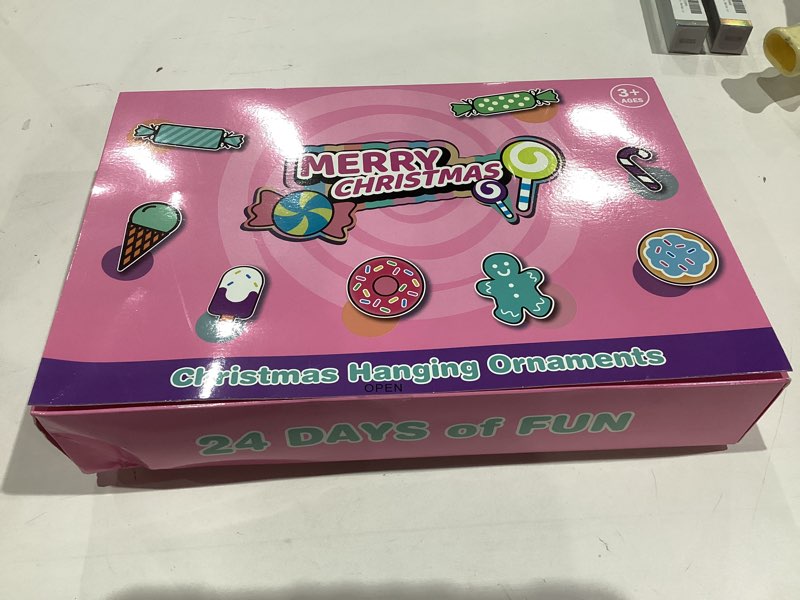 3+
AGES
MERRY
CHRISTMAS
Christmas Hanging Ornaments
OPEN
24 DAYS of FUN